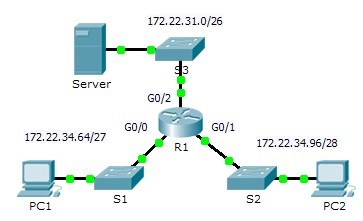 172.22.31.0/26
S3
Server
G0/2
172.22.34.64/27
G0/0
G0/1
R1
172.22.34.96/28
PC1
S1
S2
PC2